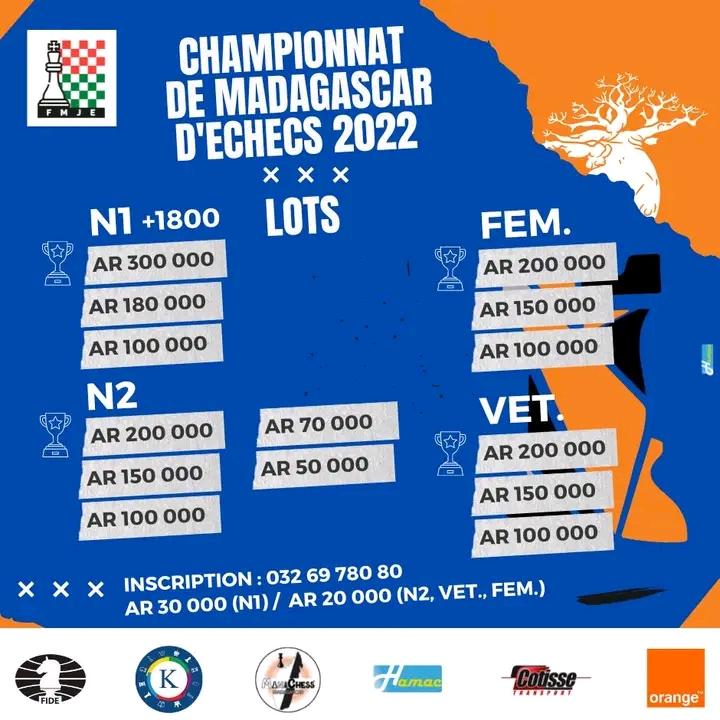 FMJE
CHAMPIONNAT
DE MADAGASCAR
D'ECHECS 2022
LOTS
N1 +1800
AR 300 000
AR 180 000
AR 100 000
FEM.
AR 200 000
AR 150 000
AR 100 000
N2
AR 200 000
AR 150 000
AR 100 000
AR 70 000
AR 50 000
VET.
AR 200 000
AR 150 000
AR 100 000
INSCRIPTION : 032 69 780 80
AR 30 000 (N1) / AR 20 000 (N2, VET., FEM.)
FIDE
K
Hamac
Cotisse
TRANSPORT
orange